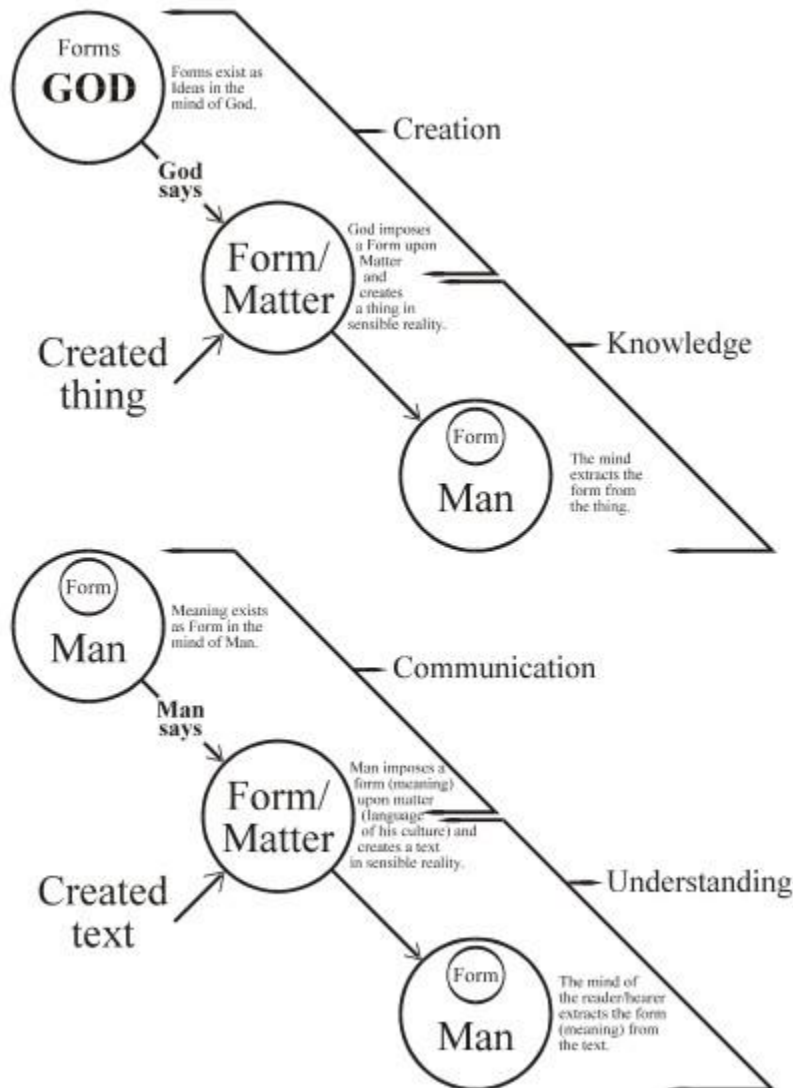 Forms
GOD
Forms exist as
Ideas in the
mind of God.
Creation
God
says
Form/
Matter
God imposes
a Form upon
Matter
and
creates
a thing in
sensible reality.
Knowledge
Created
thing
Form
Man
The mind
extracts the
form from
the thing.
Form
Man
Meaning exists
as Form in the
mind of Man.
Communication
Man
says
Form/
Matter
Man imposes a
form (meaning)
upon matter
(language
of his culture) and
creates a text
in sensible reality.
Understanding
Created
text
Form
Man
The mind of
the reader/hearer
extracts the form
(meaning) from
the text.